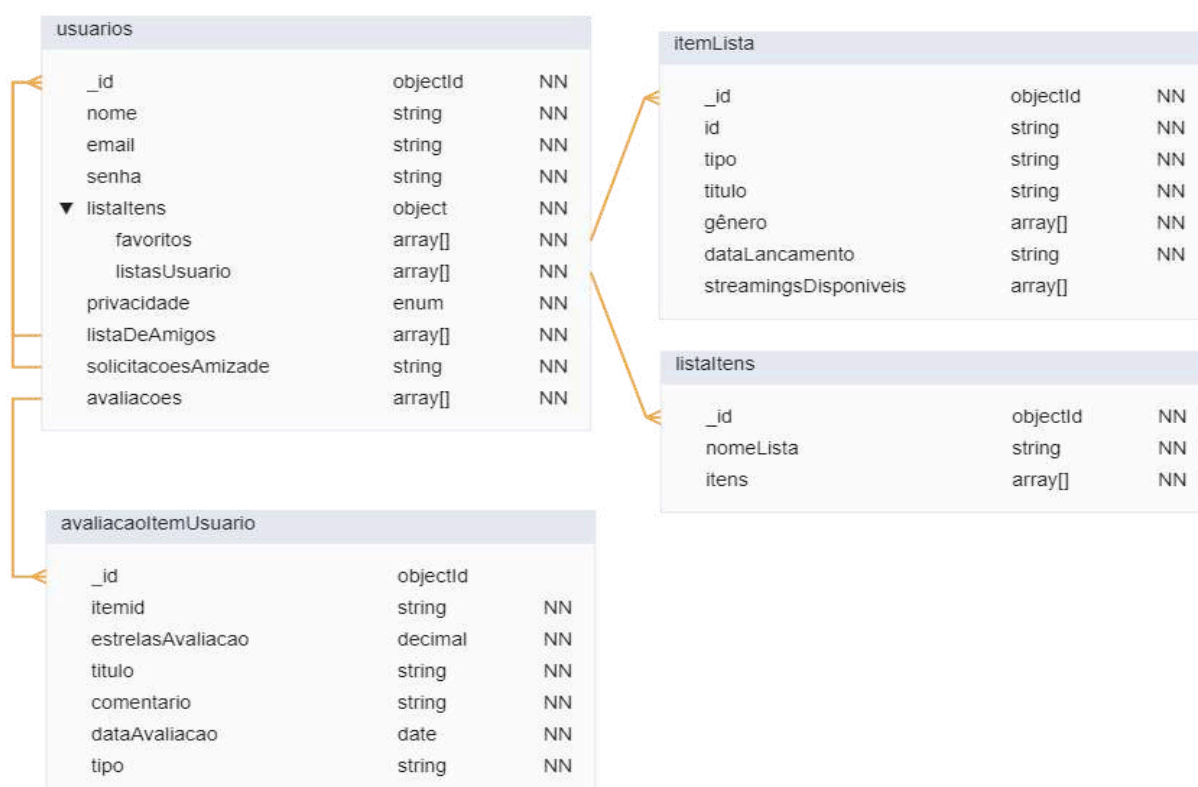 usuarios
_id objectId NN
nome string NN
email string NN
senha string NN
▼ listaItens object NN
favoritos array[] NN
listasUsuario array[] NN
privacidade enum NN
listaDeAmigos array[] NN
solicitacoesAmizade string NN
avaliacoes array[] NN
itemLista
_id objectId NN
id string NN
tipo string NN
titulo string NN
gênero array[] NN
dataLancamento string NN
streamingsDisponiveis array[]
listaItens
_id objectId NN
nomeLista string NN
itens array[] NN
avaliacaoItemUsuario
_id objectId
itemid string NN
estrelasAvaliacao decimal NN
titulo string NN
comentario string NN
dataAvaliacao date NN
tipo string NN